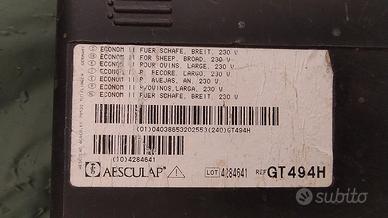 ECONOM II FUER SCHAFE, BREIT, 230 V
ECONOM II FOR SHEEP, BROAD, 230 V
ECONOM II POUR OVINS, LARGE, 230 V
ECONOM II P. PECORE, LARGO, 230 V
ECONOM II P. AVEJAS, AN. 230 V
ECONOM II P/OVINOS,LARGA, 230 V
ECONOM II FUER SCHAFE, BREIT, 230 V
(01)04038653202553(240)GT494H
(10)4284641
AESCULAP
LOT 4284641
REF GT494H
subito